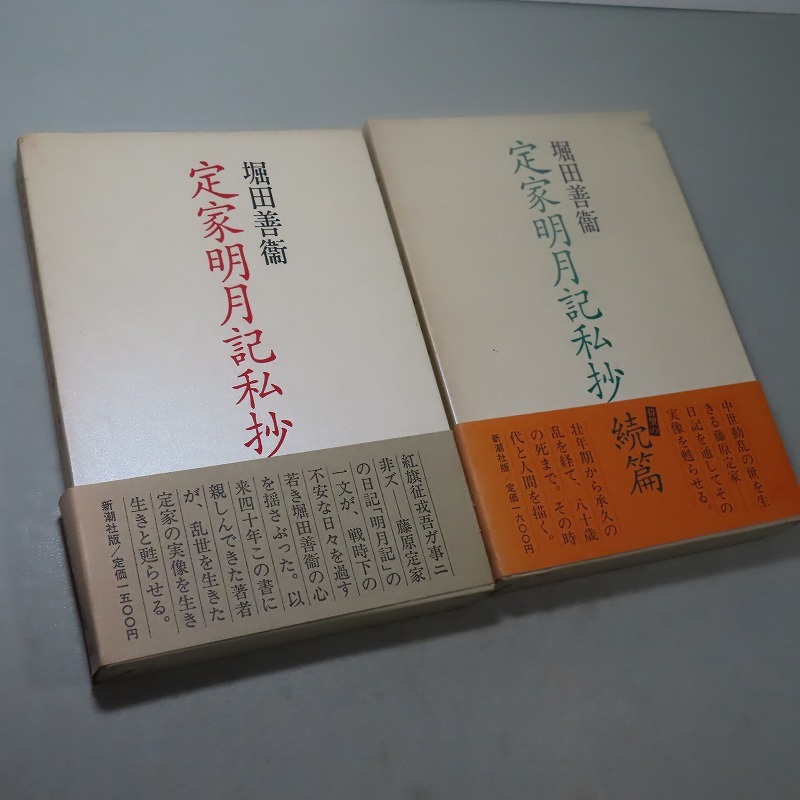 堀田善衞
定家明月記私抄
紅旗征戎吾ガ事ニ
非ズ――藤原定家
の日記「明月記」の
一文が、戦時下の
不安な日々を過す
若き堀田善衞の心
を揺さぶった。以
来四十年この書に
親しんできた著者
が、乱世を生きた
定家の実像を生き
生きと甦らせる。
新潮社版/定価一五〇〇円
堀田善衞
定家明月記私抄
中世動乱の世を生
きる藤原定家――
日記を通してその
実像を甦らせる。
待望の
続篇
壮年期から承久の
乱を経て、八十歳
の死まで。その時
代と人間を描く。
新潮社版 定価一六〇〇円